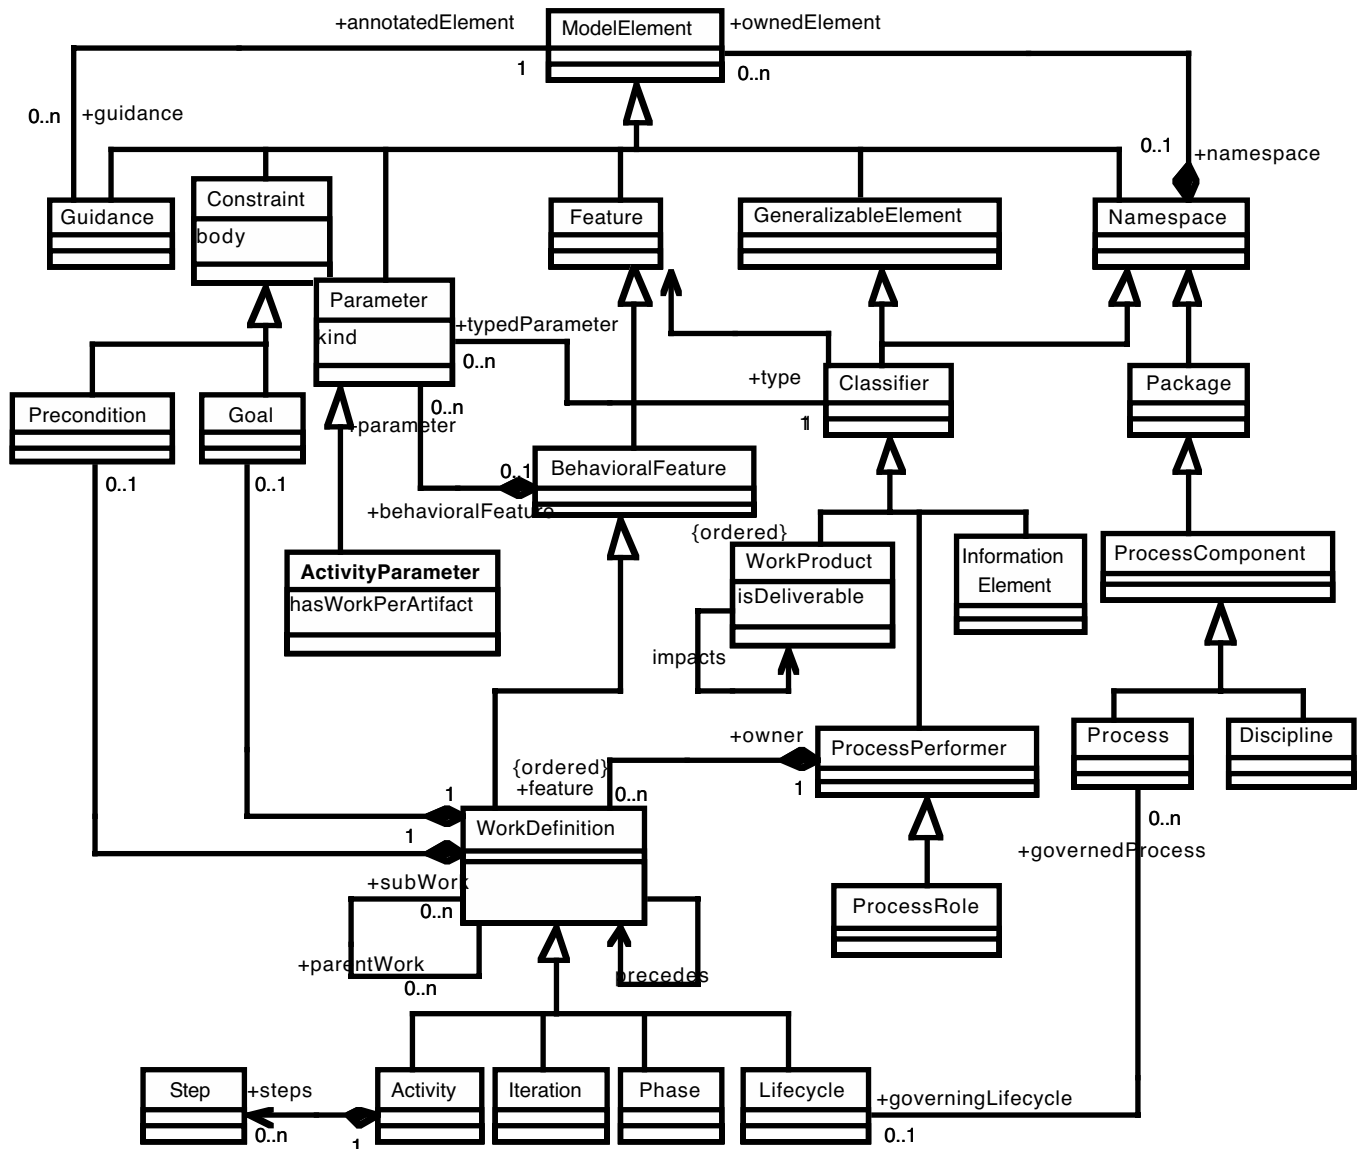 +annotatedElement
ModelElement
+ownedElement
1
0..n
0..n
+guidance
0..1
+namespace
Guidance
Constraint
body
Feature
GeneralizableElement
Namespace
Parameter
kind
+typedParameter
0..n
+type
1
Classifier
Package
Precondition
Goal
0..n
+parameter
0..1
0..1
0..1
BehavioralFeature
+behavioralFeature
{ordered}
WorkProduct
isDeliverable
impacts
Information
Element
ProcessComponent
ActivityParameter
hasWorkPerArtifact
+owner
1
ProcessPerformer
Process
Discipline
{ordered}
+feature
0..n
1
1
WorkDefinition
0..n
+governedProcess
+subWork
0..n
+parentWork
0..n
precedes
ProcessRole
Step
+steps
0..n
1
Activity
Iteration
Phase
Lifecycle
+governingLifecycle
0..1